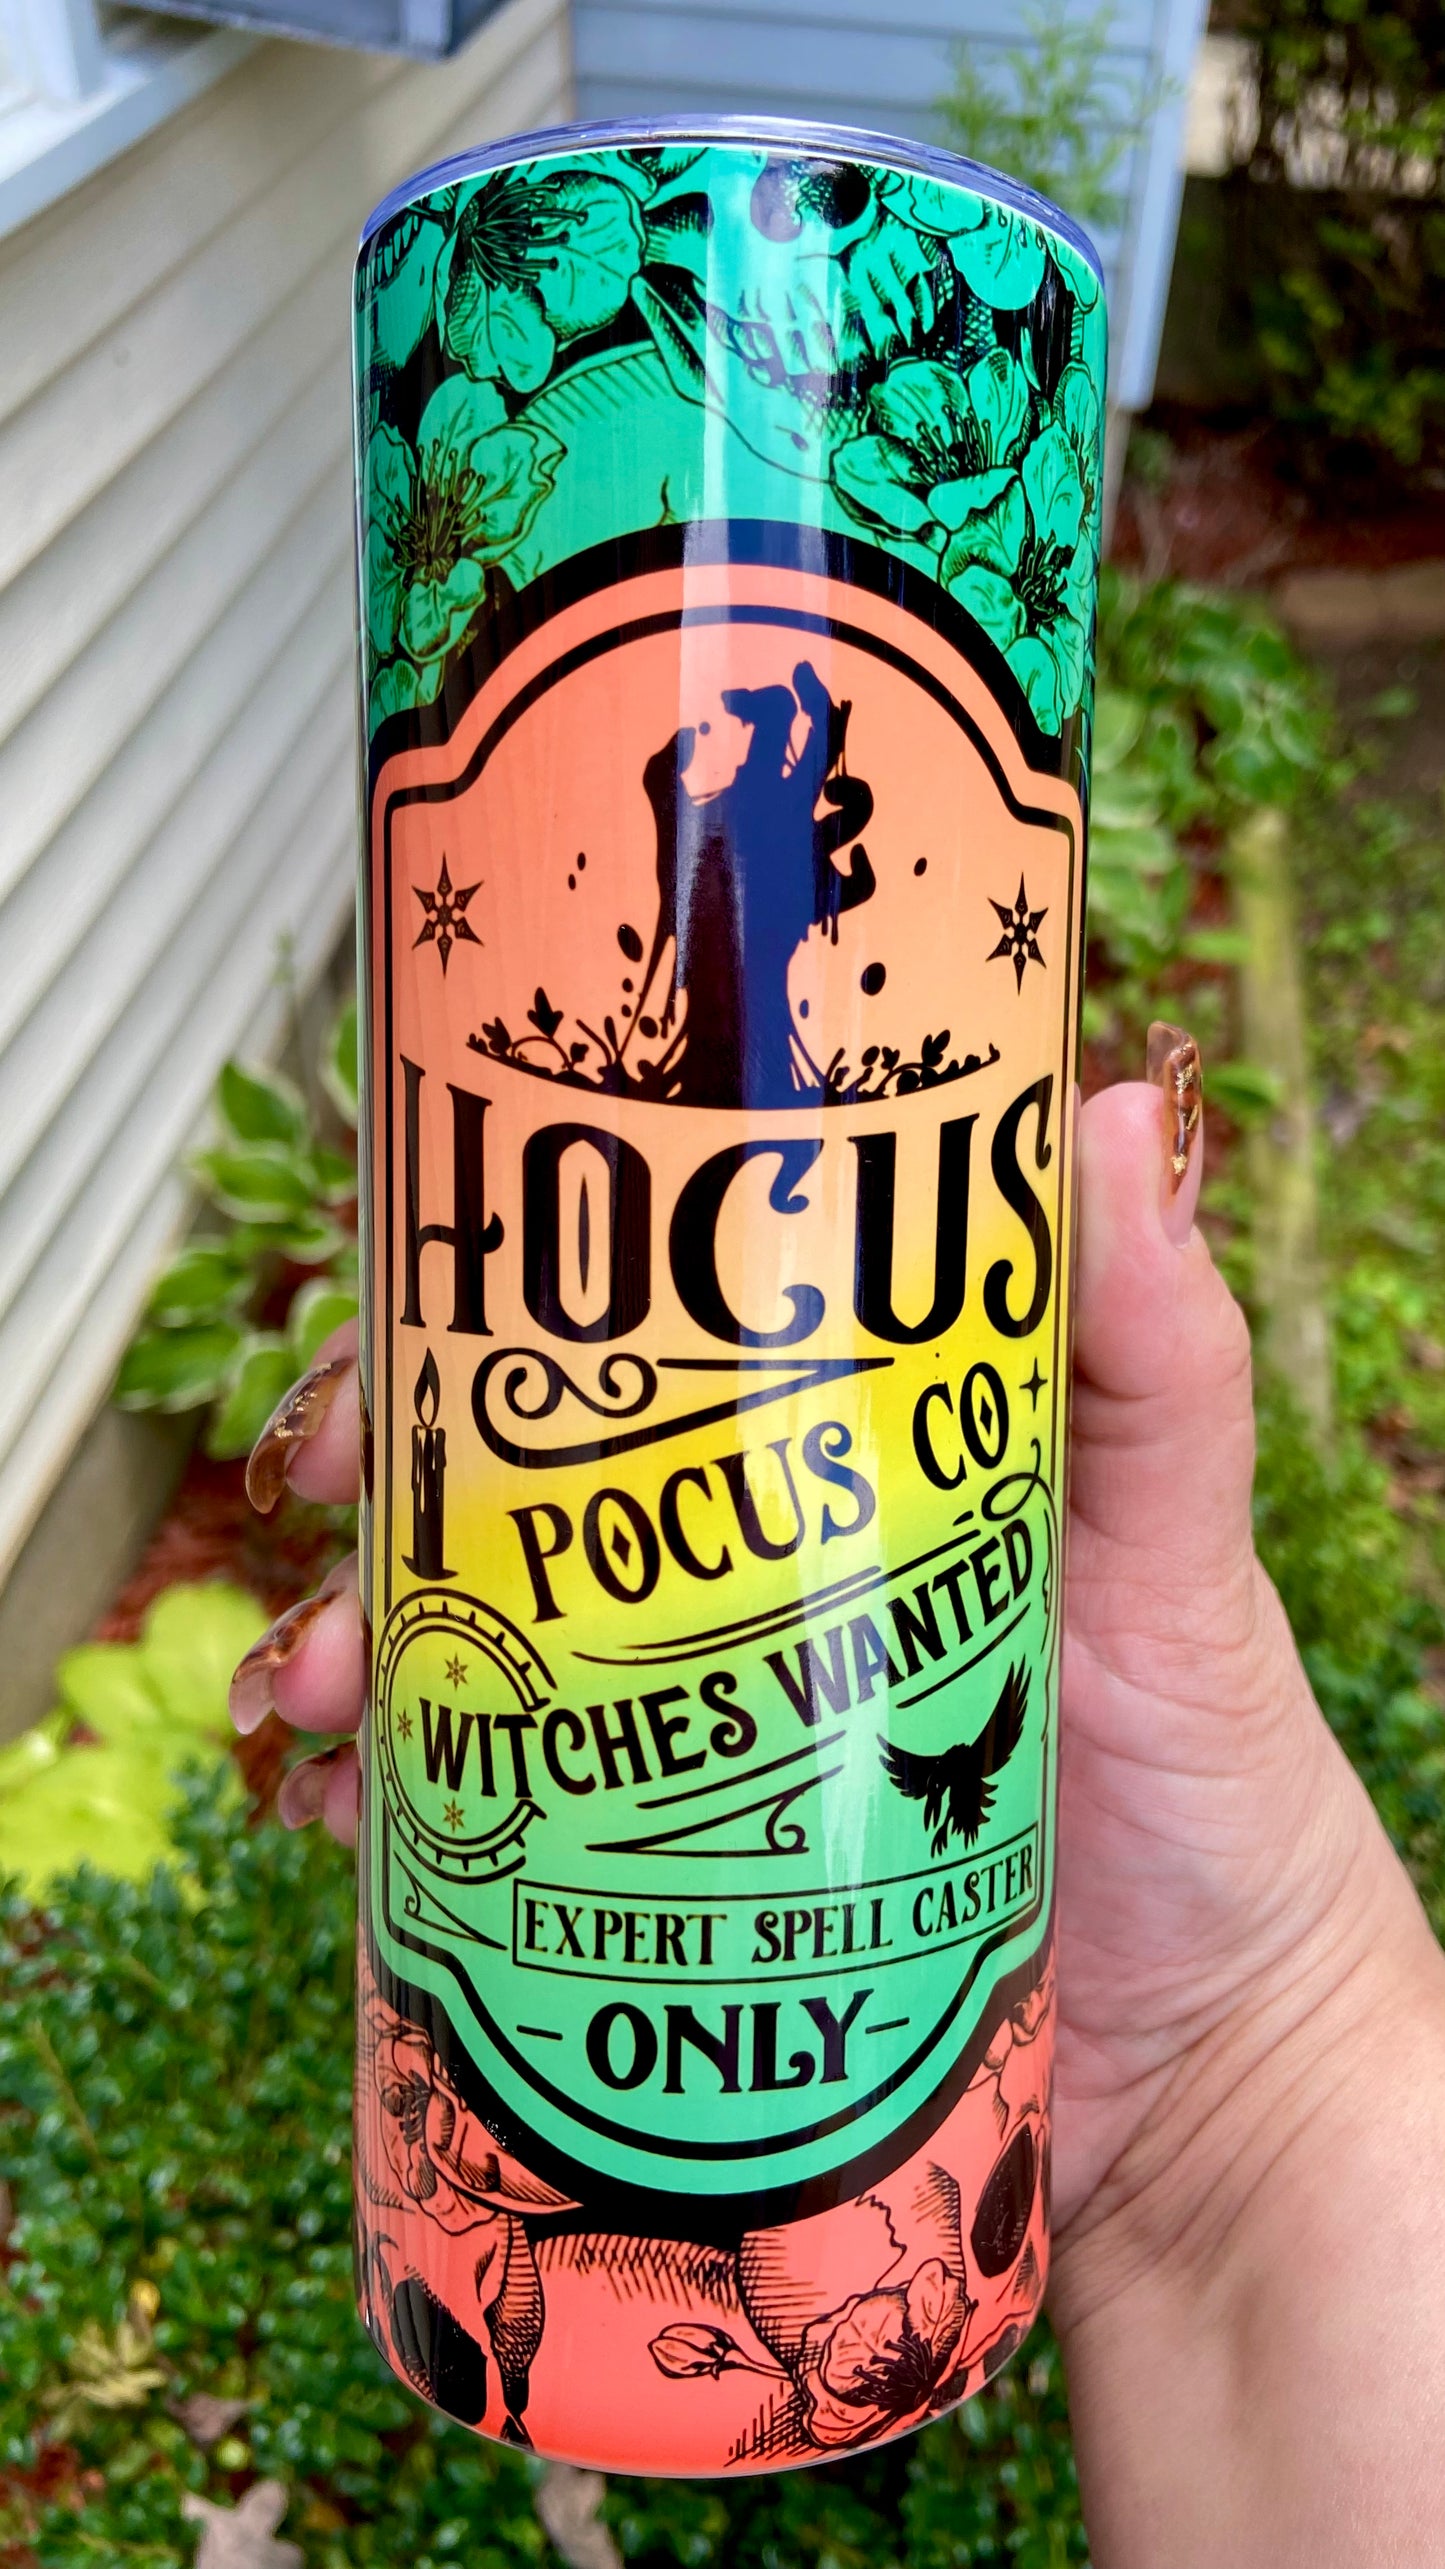 HOCUS
POCUS CO
WITCHES WANTED
EXPERT SPELL CASTER
-ONLY-